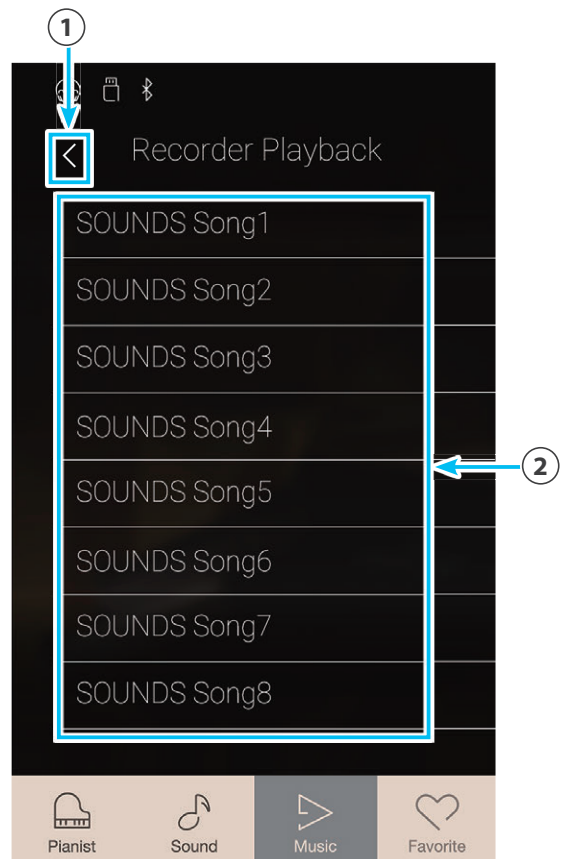 1
Recorder Playback
SOUNDS Song1
SOUNDS Song2
SOUNDS Song3
SOUNDS Song4
2
SOUNDS Song5
SOUNDS Song6
SOUNDS Song7
SOUNDS Song8
Pianist Sound Music Favorite